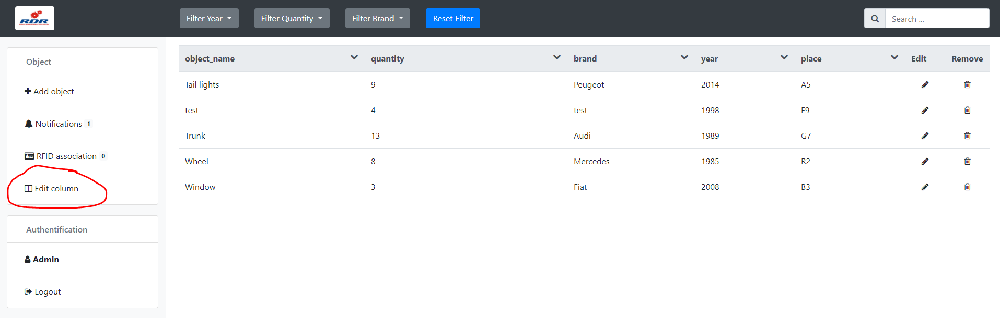 RDR
Filter Year Filter Quantity Filter Brand Reset Filter Search ...
Object
Add object
Notifications 1
RFID association 0
Edit column
Authentification
Admin
Logout
object_name quantity brand year place Edit Remove
Tail lights 9 Peugeot 2014 A5
test 4 test 1998 F9
Trunk 13 Audi 1989 G7
Wheel 8 Mercedes 1985 R2
Window 3 Fiat 2008 B3